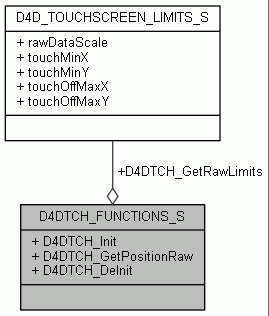 D4D_TOUCHSCREEN_LIMITS_S
+ rawDataScale
+ touchMinX
+ touchMinY
+ touchOffMaxX
+ touchOffMaxY
+D4DTCH_GetRawLimits
D4DTCH_FUNCTIONS_S
+ D4DTCH_Init
+ D4DTCH_GetPositionRaw
+ D4DTCH_DeInit